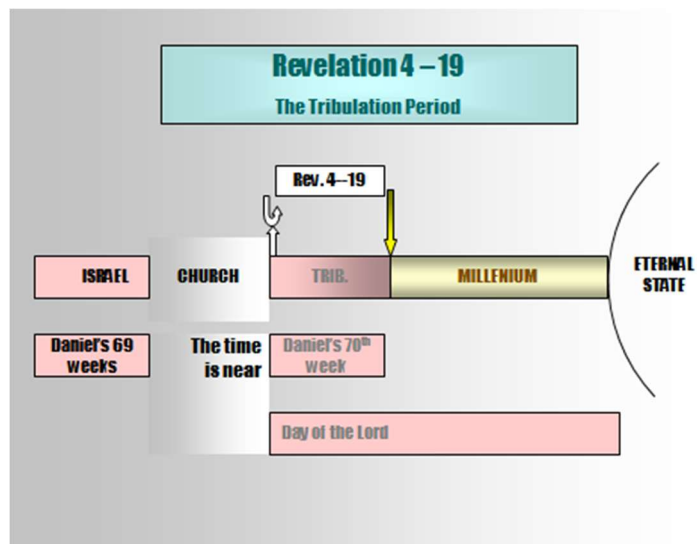 Revelation 4 – 19
The Tribulation Period
Rev. 4--19
ISRAEL
CHURCH
TRIB.
MILLENIUM
ETERNAL
STATE
Daniel's 69
weeks
The time
is near
Daniel's 70th
week
Day of the Lord